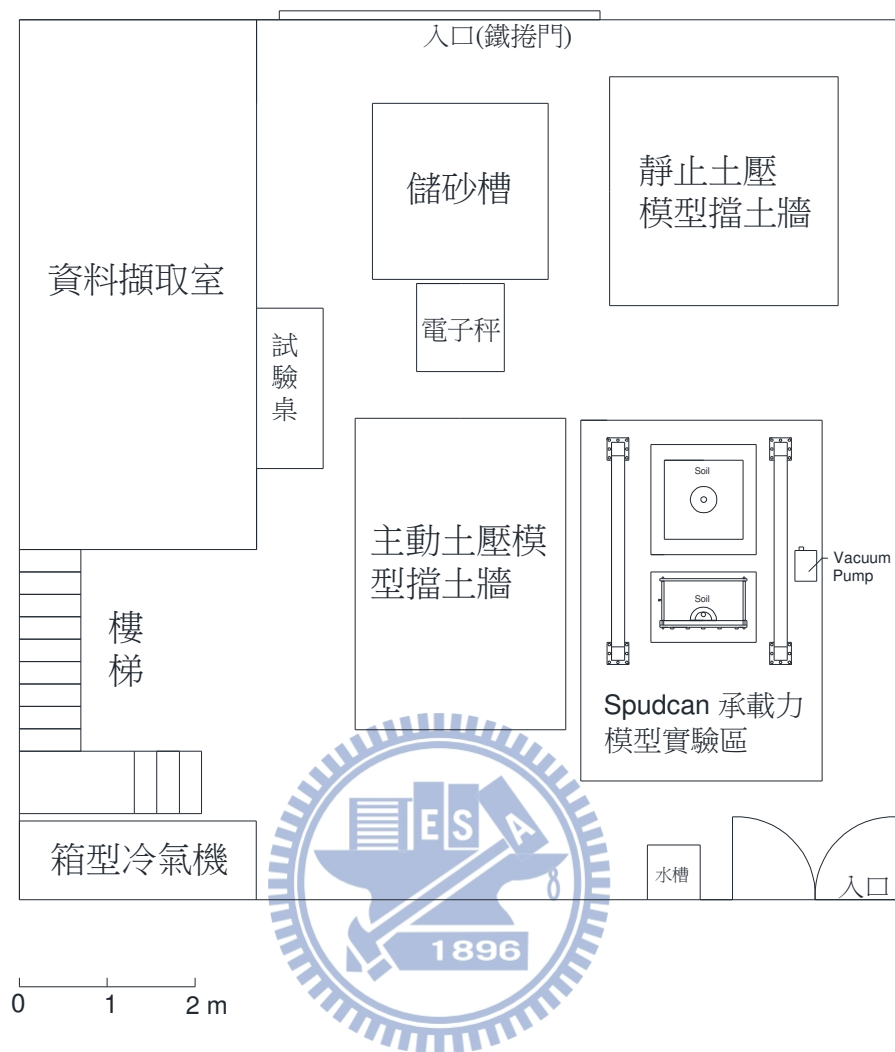 入口(鐵捲門)
儲砂槽
靜止土壓
模型擋土牆
資料擷取室
電子秤
試
驗
桌
Soil
主動土壓模
型擋土牆
Vacuum
Pump
Soil
樓
梯
Spudcan 承載力
模型實驗區
E S A
箱型冷氣機
水槽
入口
1896
0 1 2 m